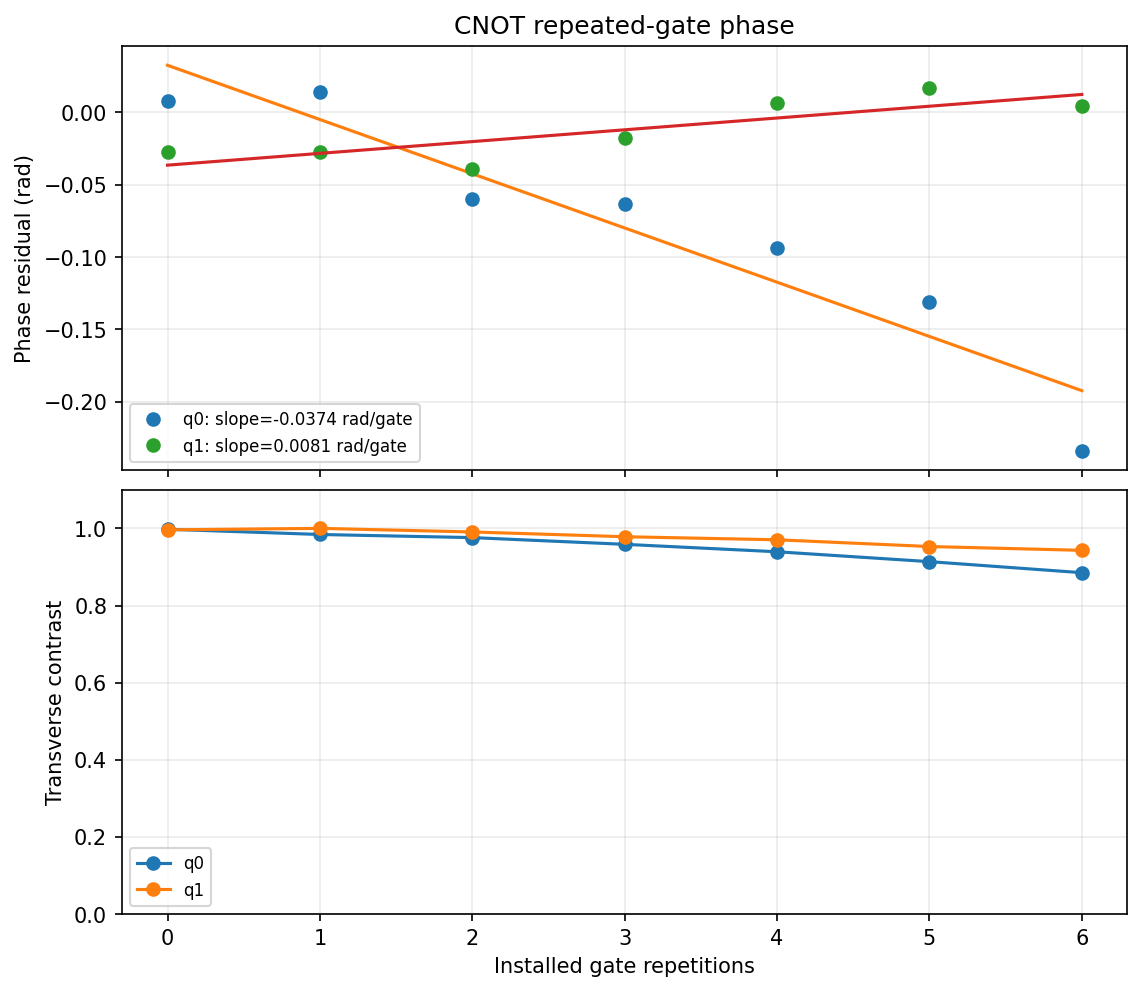 CNOT repeated-gate phase
Phase residual (rad)
0.00
−0.05
−0.10
−0.15
−0.20
q0: slope=-0.0374 rad/gate
q1: slope=0.0081 rad/gate
Transverse contrast
1.0
0.8
0.6
0.4
0.2
0.0
q0
q1
0 1 2 3 4 5 6
Installed gate repetitions